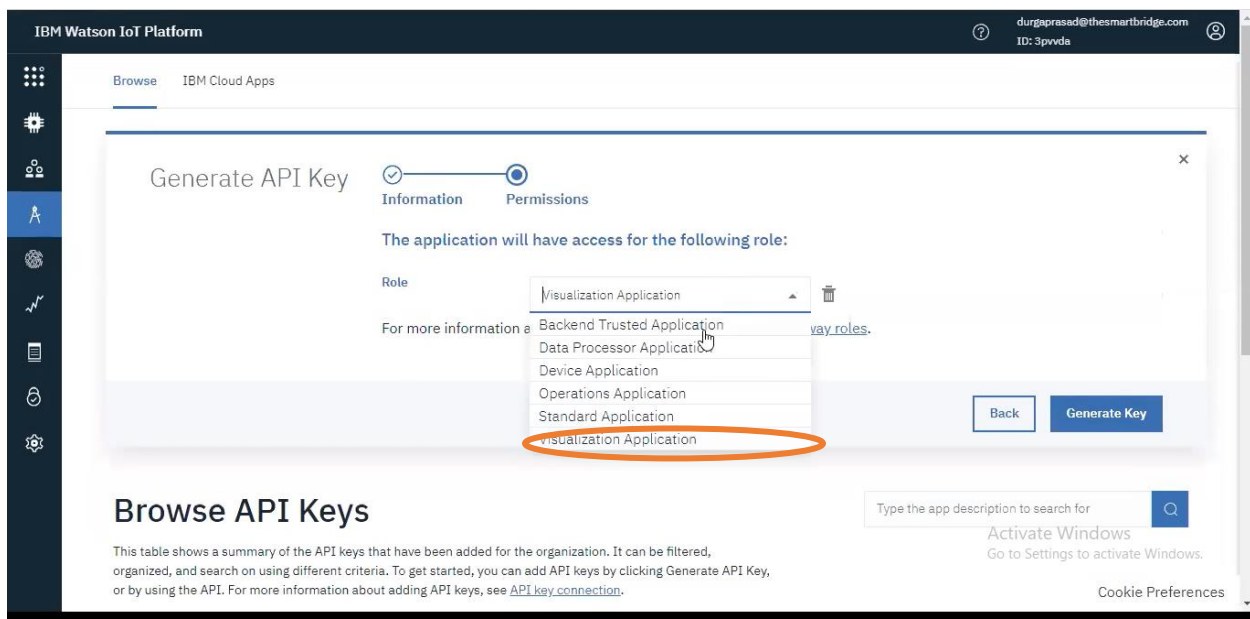 IBM Watson IoT Platform
durgaprasad@thesmartbridge.com
ID: 3pvvda
Browse IBM Cloud Apps
Generate API Key
Information Permissions
The application will have access for the following role:
Role
Visualization Application
For more information a
way roles.
Backend Trusted Application
Data Processor Application
Device Application
Operations Application
Standard Application
Visualization Application
Back Generate Key
Browse API Keys
Type the app description to search for
This table shows a summary of the API keys that have been added for the organization. It can be filtered,
organized, and search on using different criteria. To get started, you can add API keys by clicking Generate API Key,
or by using the API. For more information about adding API keys, see API key connection.
Activate Windows
Go to Settings to activate Windows.
Cookie Preferences